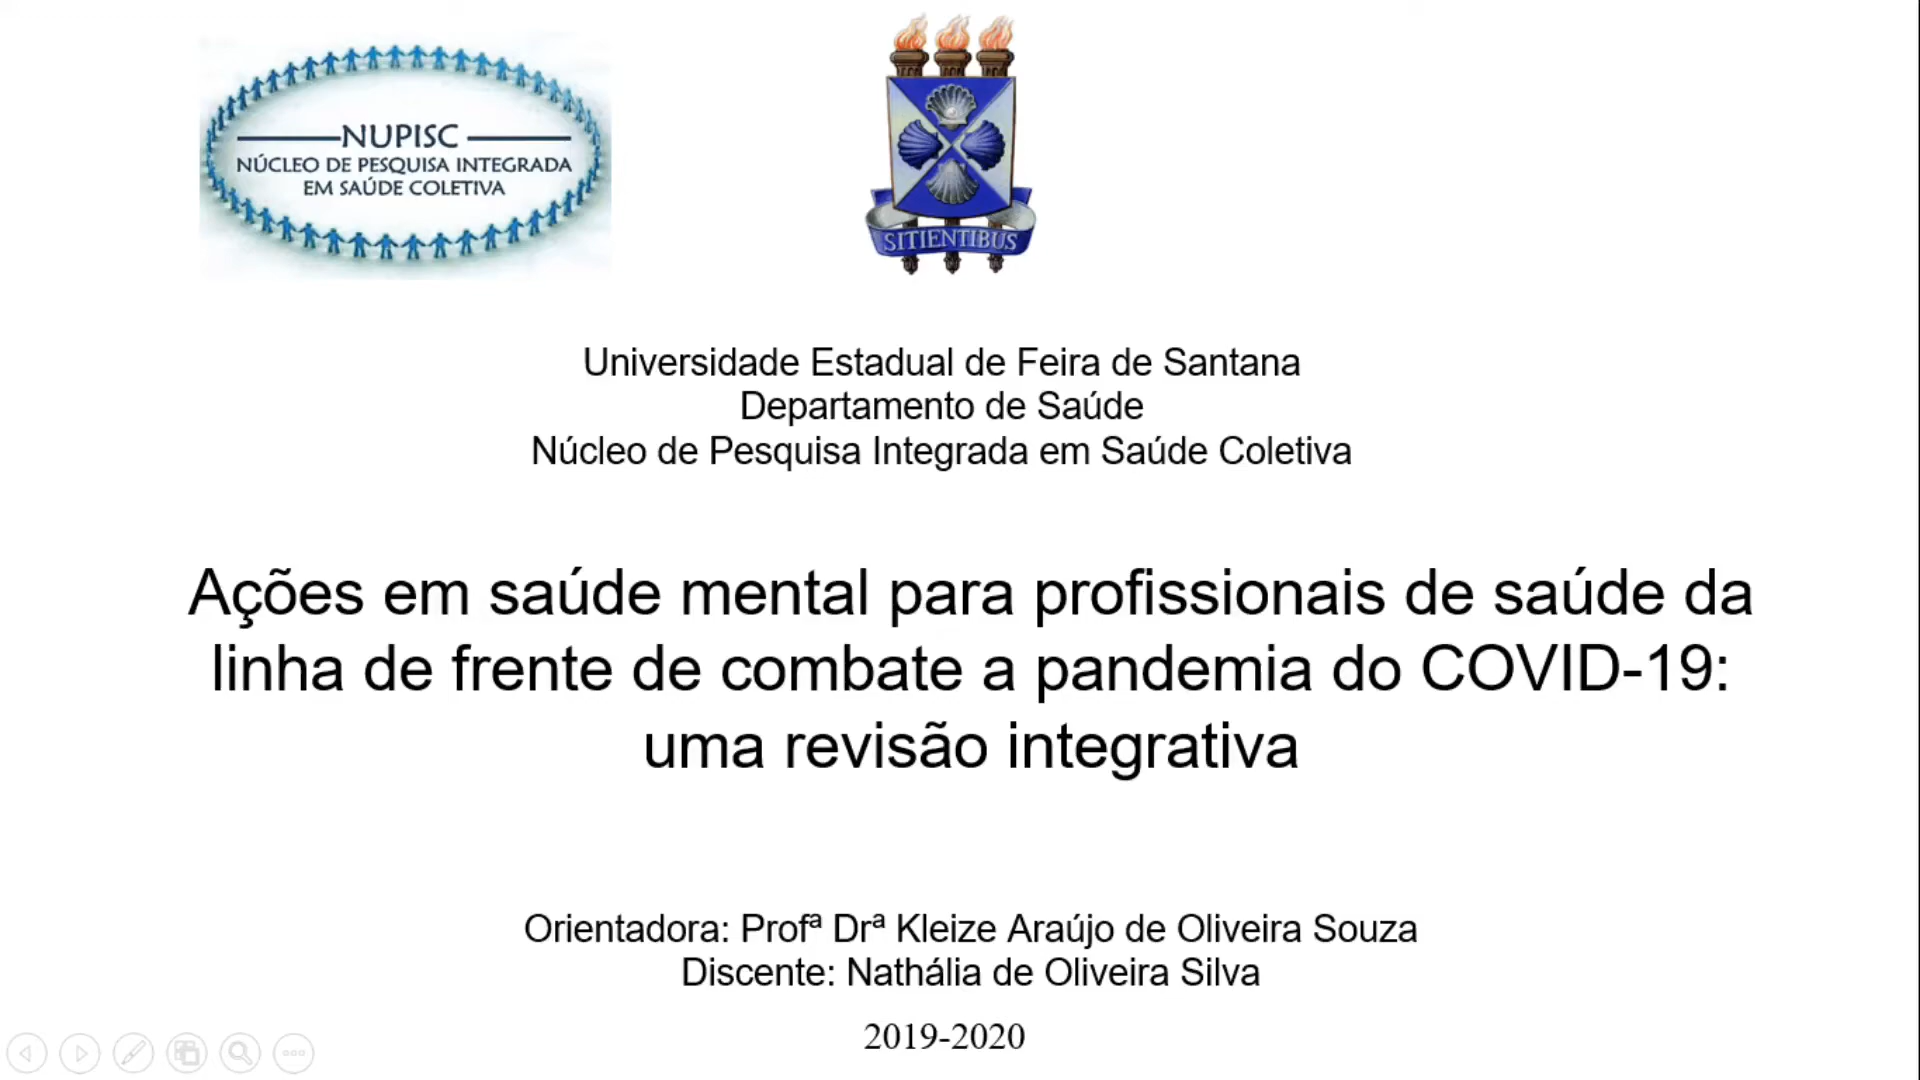 NUPISC
NÚCLEO DE PESQUISA INTEGRADA
EM SAÚDE COLETIVA
SITIENTIBUS
Universidade Estadual de Feira de Santana
Departamento de Saúde
Núcleo de Pesquisa Integrada em Saúde Coletiva
Ações em saúde mental para profissionais de saúde da
linha de frente de combate a pandemia do COVID-19:
uma revisão integrativa
Orientadora: Profª Drª Kleize Araújo de Oliveira Souza
Discente: Nathália de Oliveira Silva
2019-2020